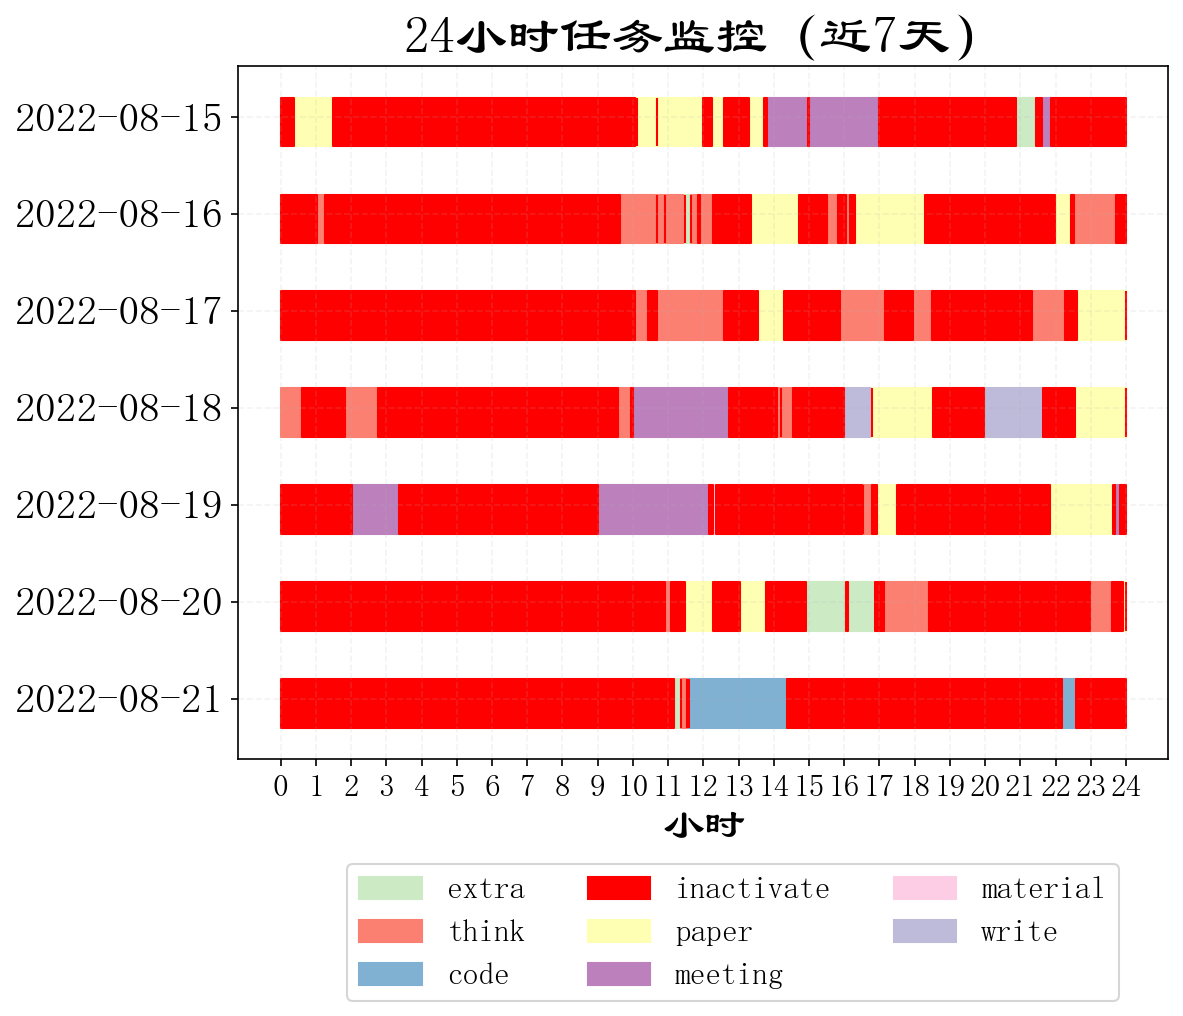 24小时任务监控 (近7天)
2022-08-15
2022-08-16
2022-08-17
2022-08-18
2022-08-19
2022-08-20
2022-08-21
0 1 2 3 4 5 6 7 8 9 10 11 12 13 14 15 16 17 18 19 20 21 22 23 24
小时
extra inactivate material
think paper write
code meeting